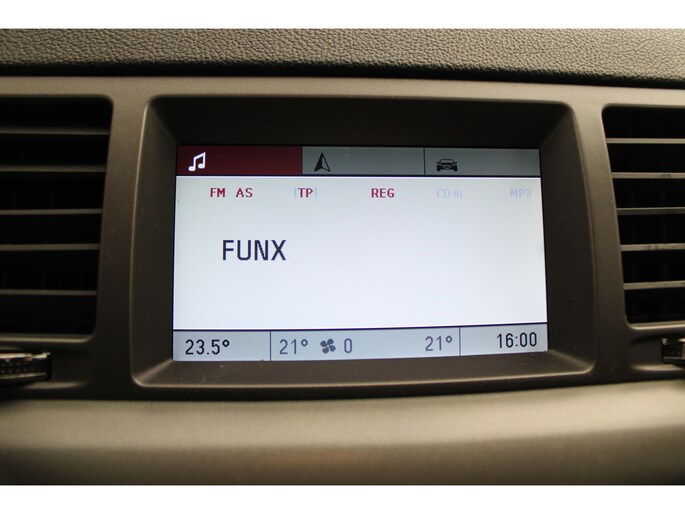 FM AS [TP] REG CD in MP3
FUNX
23.5° 21° 0 21° 16:00